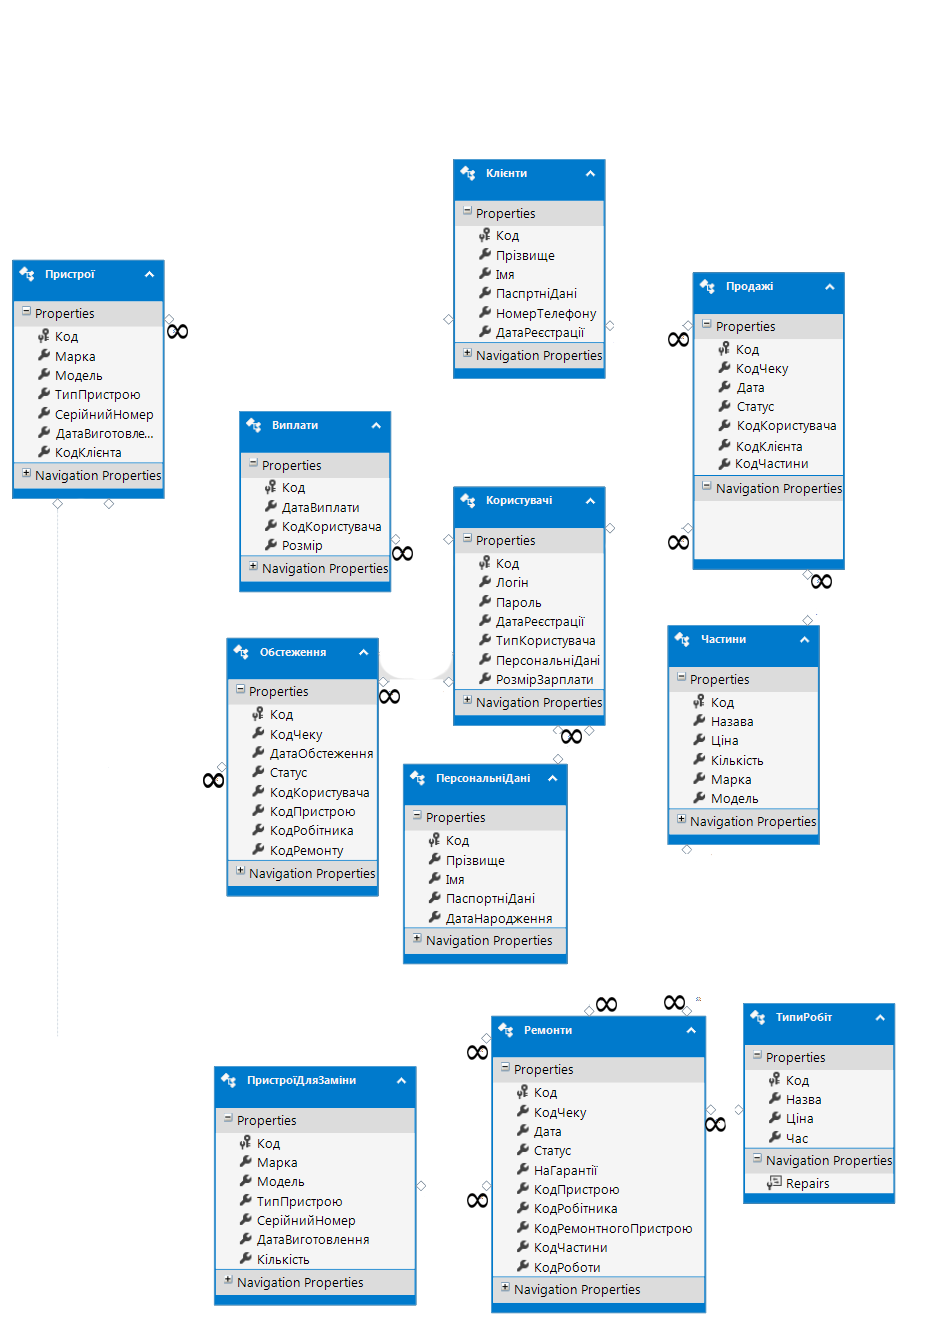 Клієнти
Properties
Код
Прізвище
Імя
ПаспртніДані
НомерТелефону
ДатаРеєстрації
Navigation Properties
Пристрої
Properties
Код
Марка
Модель
ТипПристрою
СерійнийНомер
ДатаВиготовле...
КодКлієнта
Navigation Properties
∞
Продажі
Properties
Код
КодЧеку
Дата
Статус
КодКористувача
КодКлієнта
КодЧастини
Navigation Properties
∞
∞
∞
Виплати
Properties
Код
ДатаВиплати
КодКористувача
Розмір
Navigation Properties
∞
Користувачі
Properties
Код
Логін
Пароль
ДатаРеєстрації
ТипКористувача
ПерсональніДані
РозмірЗарплати
Navigation Properties
∞
Частини
Properties
Код
Назава
Ціна
Кількість
Марка
Модель
Navigation Properties
Обстеження
Properties
Код
КодЧеку
ДатаОбстеження
Статус
КодКористувача
КодПристрою
КодРобітника
КодРемонту
Navigation Properties
∞
∞
ПерсональніДані
Properties
Код
Прізвище
Імя
ПаспортніДані
ДатаНародження
Navigation Properties
∞
∞
∞
∞
∞
Ремонти
Properties
Код
КодЧеку
Дата
Статус
НаГарантії
КодПристрою
КодРобітника
КодРемонтногоПристрою
КодЧастини
КодРоботи
Navigation Properties
ТипиРобіт
Properties
Код
Назва
Ціна
Час
Navigation Properties
Repairs
ПристроїДляЗаміни
Properties
Код
Марка
Модель
ТипПристрою
СерійнийНомер
ДатаВиготовлення
Кількість
Navigation Properties